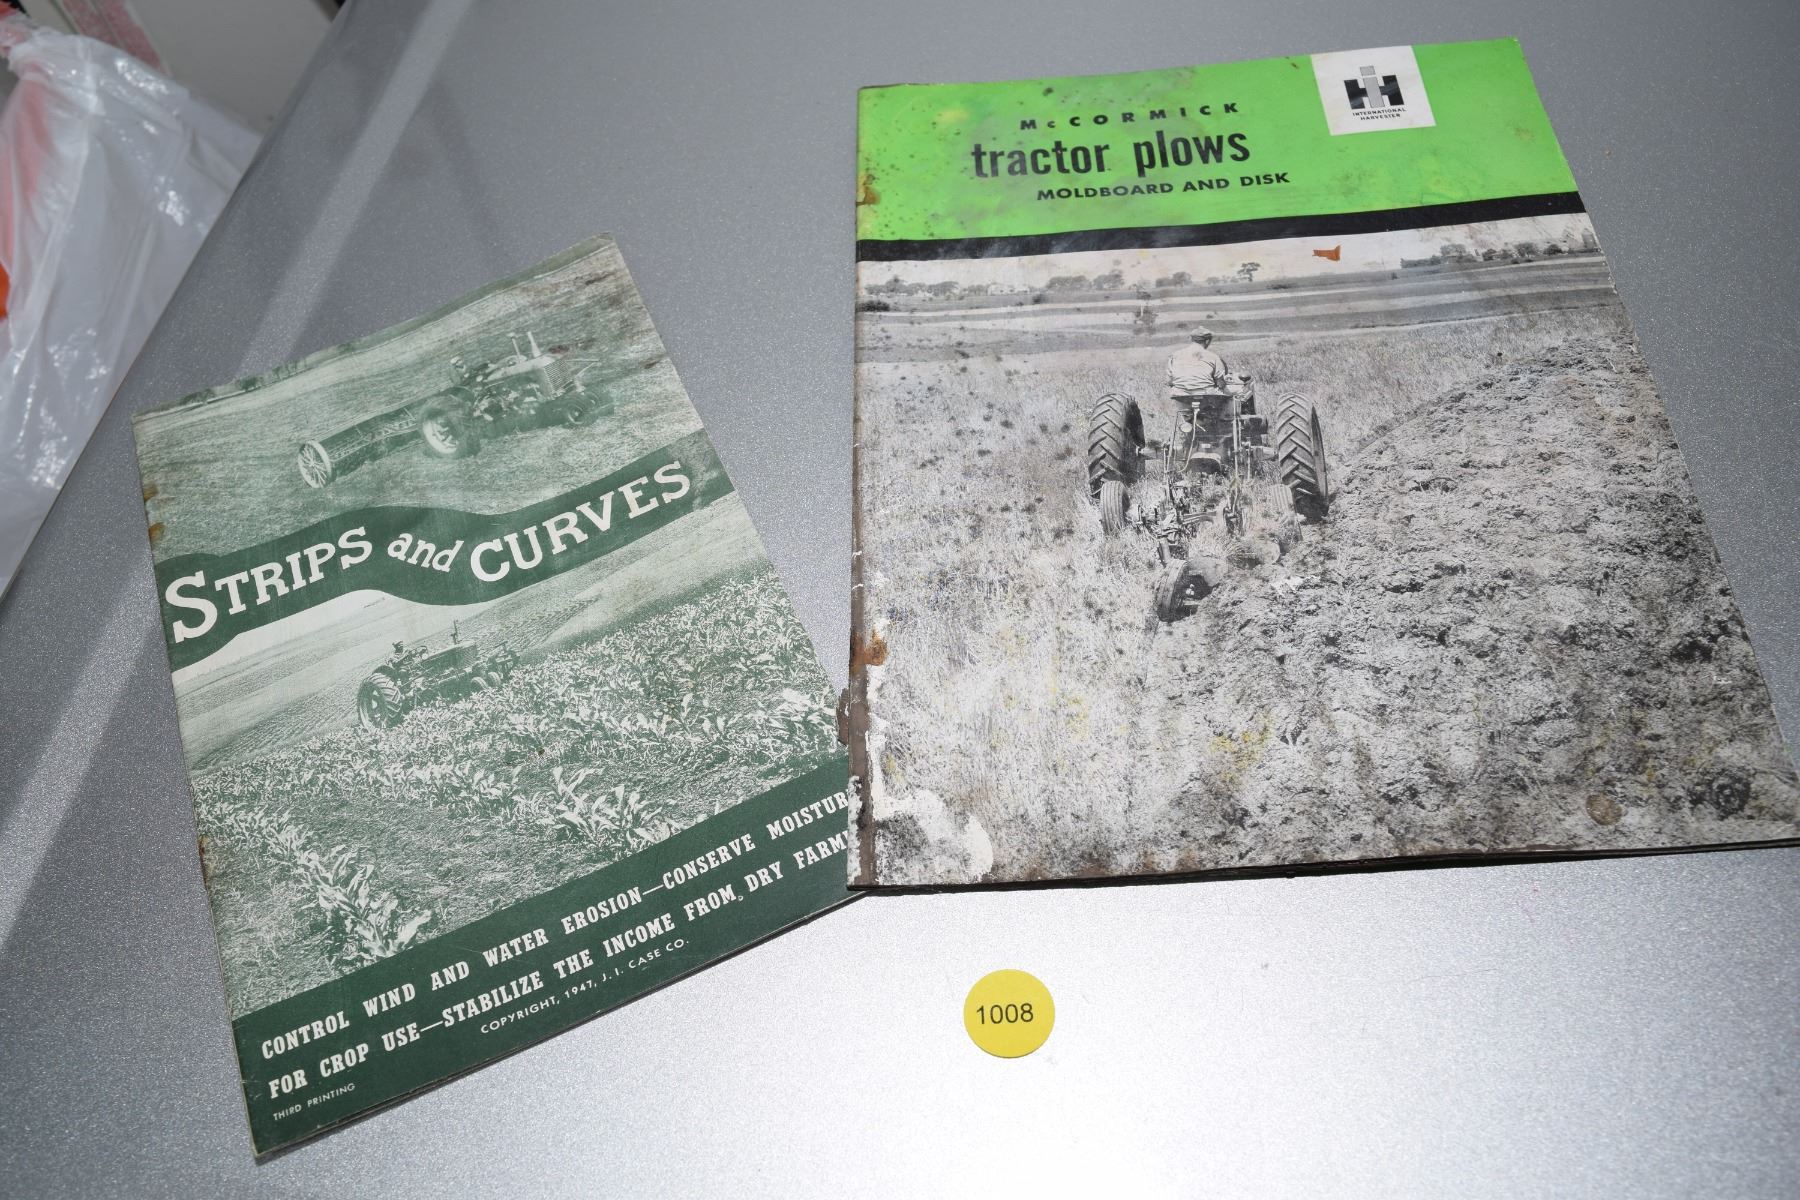 STRIPS and CURVES
CONTROL WIND AND WATER EROSION—CONSERVE MOISTUR
FOR CROP USE—STABILIZE THE INCOME FROM DRY FARM
COPYRIGHT, 1947, J. I. CASE CO.
THIRD PRINTING
McCORMICK
tractor plows
MOLDBOARD AND DISK
IH
INTERNATIONAL
HARVESTER
1008